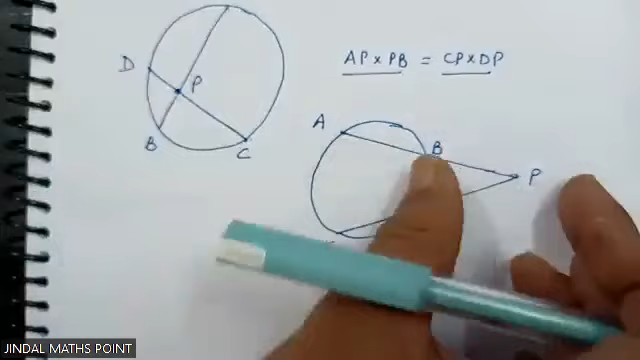 D
P
B
C
AP×PB = CP×DP
A
B
P
JINDAL MATHS POINT